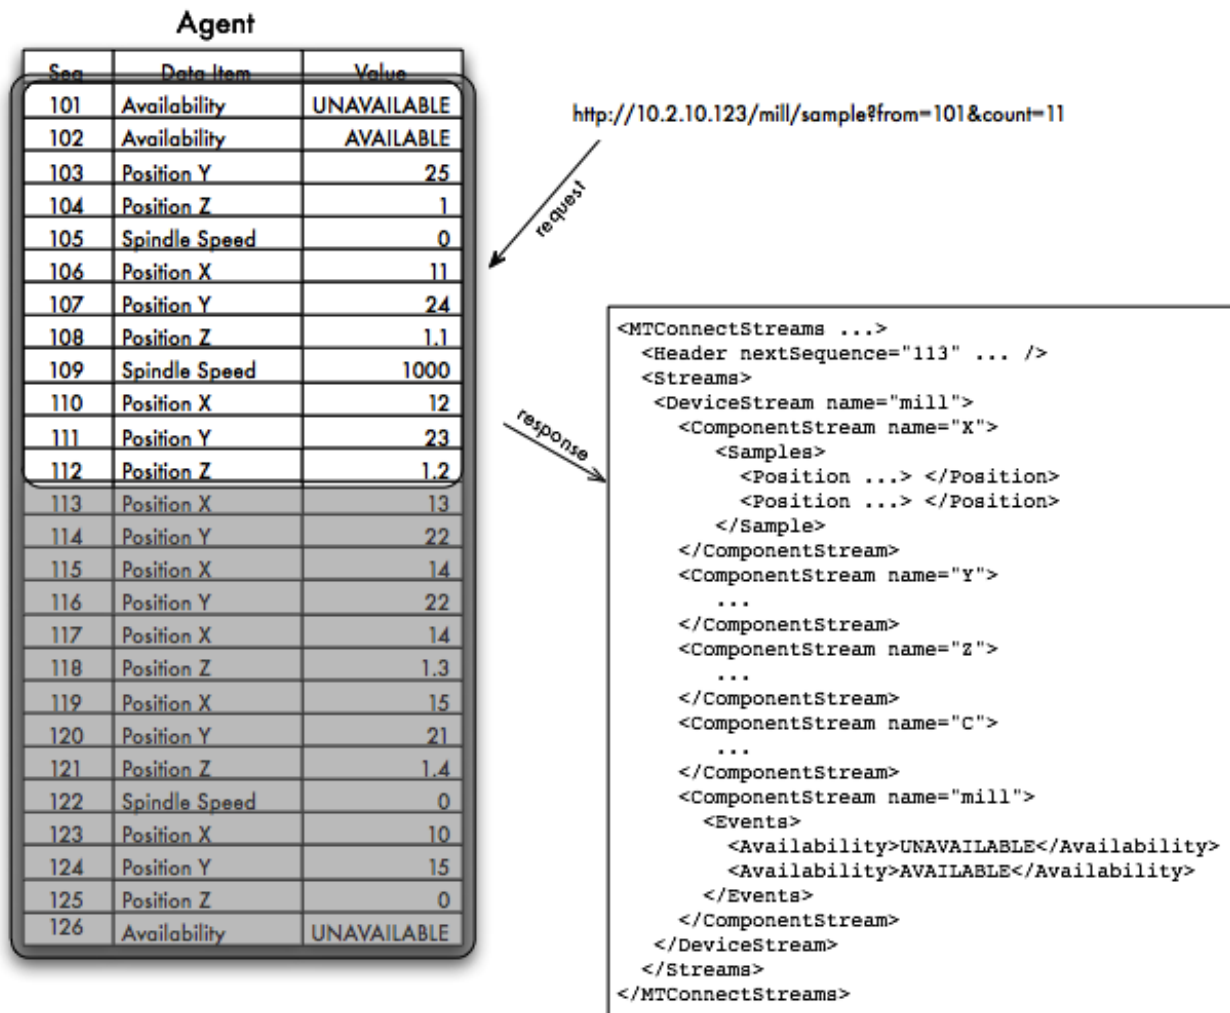 Agent
Seq Data Item Value
101 Availability UNAVAILABLE
102 Availability AVAILABLE
103 Position Y 25
104 Position Z 1
105 Spindle Speed 0
106 Position X 11
107 Position Y 24
108 Position Z 1.1
109 Spindle Speed 1000
110 Position X 12
111 Position Y 23
112 Position Z 1.2
113 Position X 13
114 Position Y 22
115 Position X 14
116 Position Y 22
117 Position X 14
118 Position Z 1.3
119 Position X 15
120 Position Y 21
121 Position Z 1.4
122 Spindle Speed 0
123 Position X 10
124 Position Y 15
125 Position Z 0
126 Availability UNAVAILABLE
http://10.2.10.123/mill/sample?from=101&count=11
request
response
<MTConnectStreams ...>
<Header nextSequence="113" ... />
<Streams>
<DeviceStream name="mill">
<ComponentStream name="X">
<Samples>
<Position ...> </Position>
<Position ...> </Position>
</Sample>
</ComponentStream>
<ComponentStream name="Y">
...
</ComponentStream>
<ComponentStream name="Z">
...
</ComponentStream>
<ComponentStream name="C">
...
</ComponentStream>
<ComponentStream name="mill">
<Events>
<Availability>UNAVAILABLE</Availability>
<Availability>AVAILABLE</Availability>
</Events>
</ComponentStream>
</DeviceStream>
</Streams>
</MTConnectStreams>